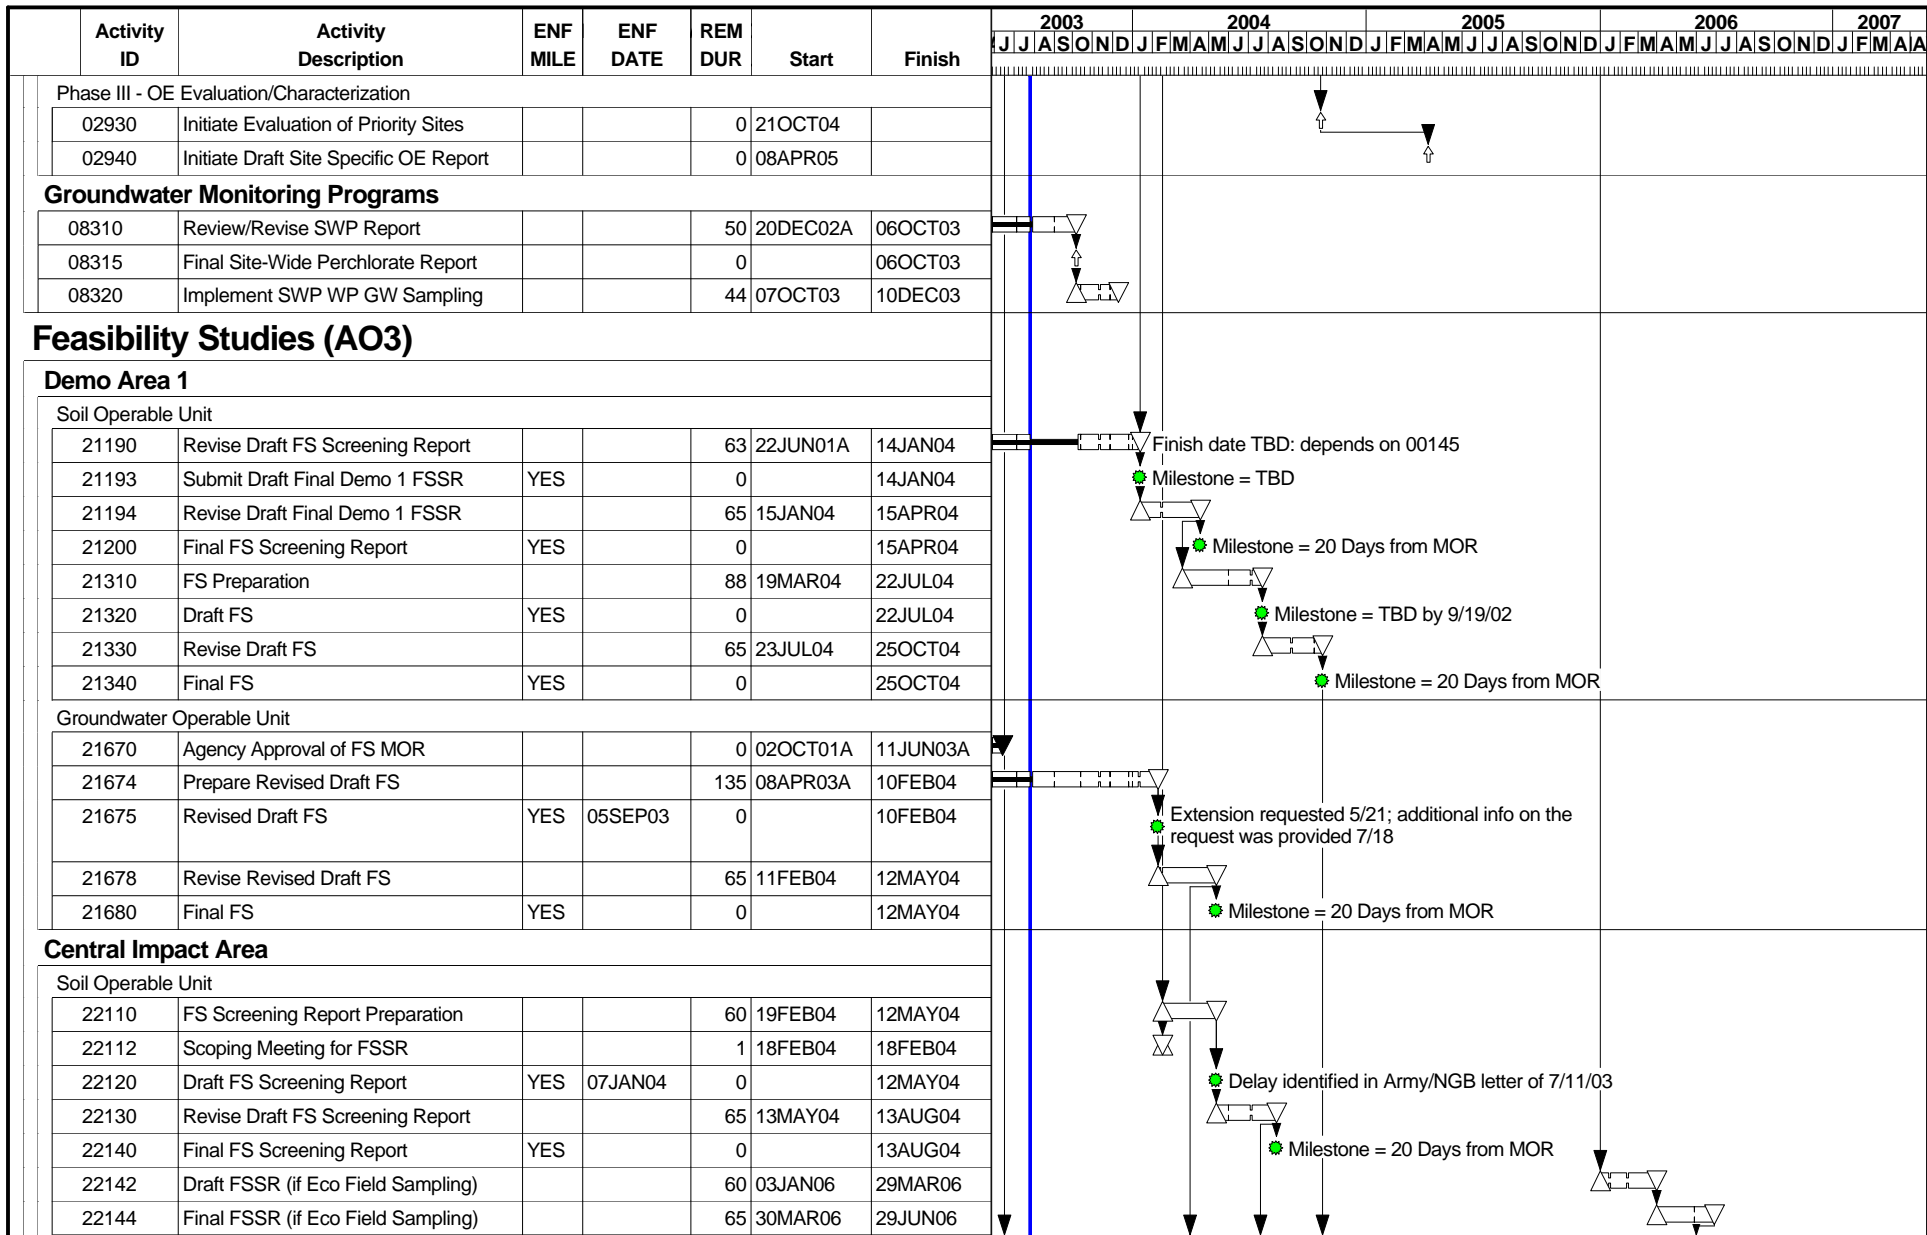 Activity ID Activity Description ENF MILE ENF DATE REM DUR Start Finish
2003 2004 2005 2006 2007
J J A S O N D J F M A M J J A S O N D J F M A M J J A S O N D J F M A M J J A S O N D J F M A A
Phase III - OE Evaluation/Characterization
02930 Initiate Evaluation of Priority Sites 0 21OCT04
02940 Initiate Draft Site Specific OE Report 0 08APR05
Groundwater Monitoring Programs
08310 Review/Revise SWP Report 50 20DEC02A 06OCT03
08315 Final Site-Wide Perchlorate Report 0 06OCT03
08320 Implement SWP WP GW Sampling 44 07OCT03 10DEC03
Feasibility Studies (AO3)
Demo Area 1
Soil Operable Unit
21190 Revise Draft FS Screening Report 63 22JUN01A 14JAN04 Finish date TBD: depends on 00145
21193 Submit Draft Final Demo 1 FSSR YES 0 14JAN04 Milestone = TBD
21194 Revise Draft Final Demo 1 FSSR 65 15JAN04 15APR04
21200 Final FS Screening Report YES 0 15APR04 Milestone = 20 Days from MOR
21310 FS Preparation 88 19MAR04 22JUL04
21320 Draft FS YES 0 22JUL04 Milestone = TBD by 9/19/02
21330 Revise Draft FS 65 23JUL04 25OCT04
21340 Final FS YES 0 25OCT04 Milestone = 20 Days from MOR
Groundwater Operable Unit
21670 Agency Approval of FS MOR 0 02OCT01A 11JUN03A
21674 Prepare Revised Draft FS 135 08APR03A 10FEB04
21675 Revised Draft FS YES 05SEP03 0 10FEB04 Extension requested 5/21; additional info on the
request was provided 7/18
21678 Revise Revised Draft FS 65 11FEB04 12MAY04
21680 Final FS YES 0 12MAY04 Milestone = 20 Days from MOR
Central Impact Area
Soil Operable Unit
22110 FS Screening Report Preparation 60 19FEB04 12MAY04
22112 Scoping Meeting for FSSR 1 18FEB04 18FEB04
22120 Draft FS Screening Report YES 07JAN04 0 12MAY04 Delay identified in Army/NGB letter of 7/11/03
22130 Revise Draft FS Screening Report 65 13MAY04 13AUG04
22140 Final FS Screening Report YES 0 13AUG04 Milestone = 20 Days from MOR
22142 Draft FSSR (if Eco Field Sampling) 60 03JAN06 29MAR06
22144 Final FSSR (if Eco Field Sampling) 65 30MAR06 29JUN06